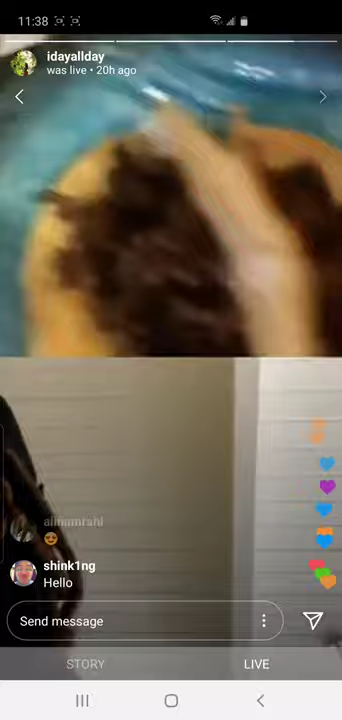 11:38
idayallday
was live • 20h ago
shink1ng
Hello
Send message
STORY
LIVE